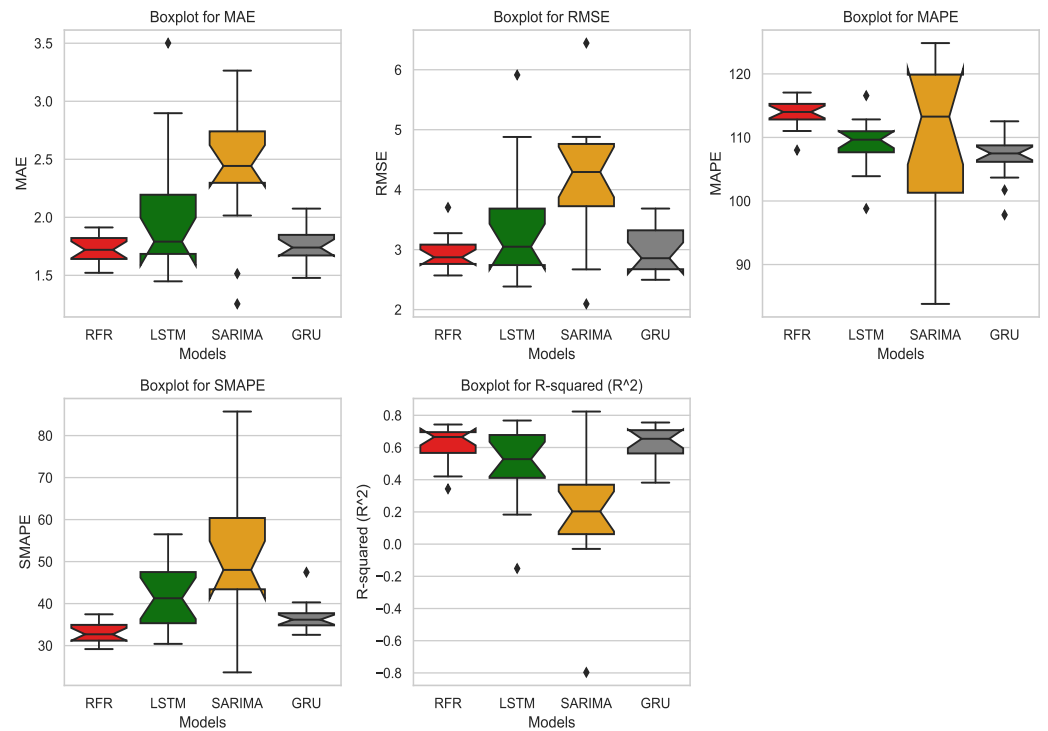 Boxplot for MAE
3.5
3.0
2.5
2.0
1.5
MAE
RFR LSTM SARIMA GRU
Models
Boxplot for RMSE
6
5
4
3
2
RMSE
RFR LSTM SARIMA GRU
Models
Boxplot for MAPE
120
110
100
90
MAPE
RFR LSTM SARIMA GRU
Models
Boxplot for SMAPE
80
70
60
50
40
30
SMAPE
RFR LSTM SARIMA GRU
Models
Boxplot for R-squared (R^2)
0.8
0.6
0.4
0.2
0.0
−0.2
−0.4
−0.6
−0.8
R-squared (R^2)
RFR LSTM SARIMA GRU
Models